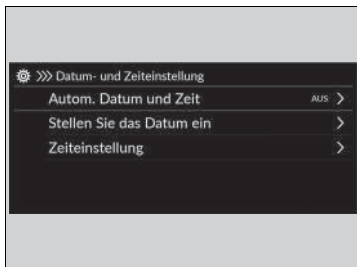 >>> Datum- und Zeiteinstellung
Autom. Datum und Zeit AUS >
Stellen Sie das Datum ein >
Zeiteinstellung >